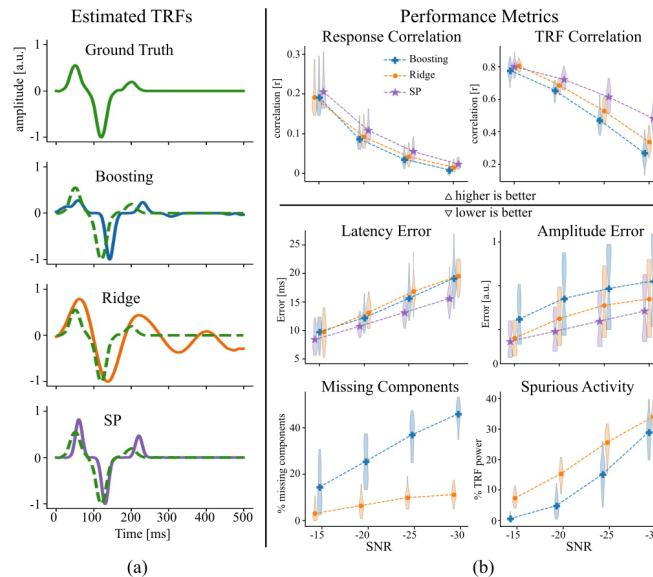 Estimated TRFs
Performance Metrics
Ground Truth
amplitude [a.u.]
1
0
-1
Boosting
1
0
-1
Ridge
1
0
-1
SP
1
0
-1
0 100 200 300 400 500
Time [ms]
(a)
Response Correlation
correlation [r]
0.3
0.2
0.1
0
Boosting
Ridge
SP
TRF Correlation
correlation [r]
0.8
0.6
0.4
0.2
△ higher is better
▽ lower is better
Latency Error
Error [ms]
25
20
15
10
5
Amplitude Error
Error [a.u.]
1
0
Missing Components
% missing components
40
20
0
-15 -20 -25 -30
SNR
Spurious Activity
% TRF power
40
30
20
10
0
-15 -20 -25 -30
SNR
(b)